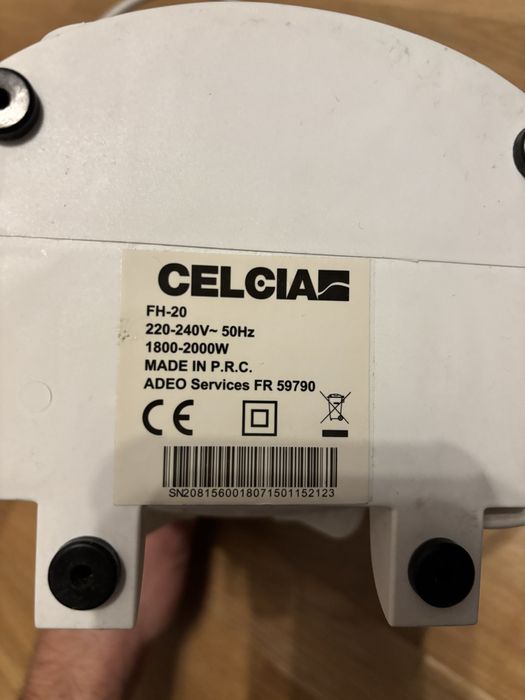 CELCIA
FH-20
220-240V~ 50Hz
1800-2000W
MADE IN P.R.C.
ADEO Services FR 59790
CE
SN2081560018071501152123